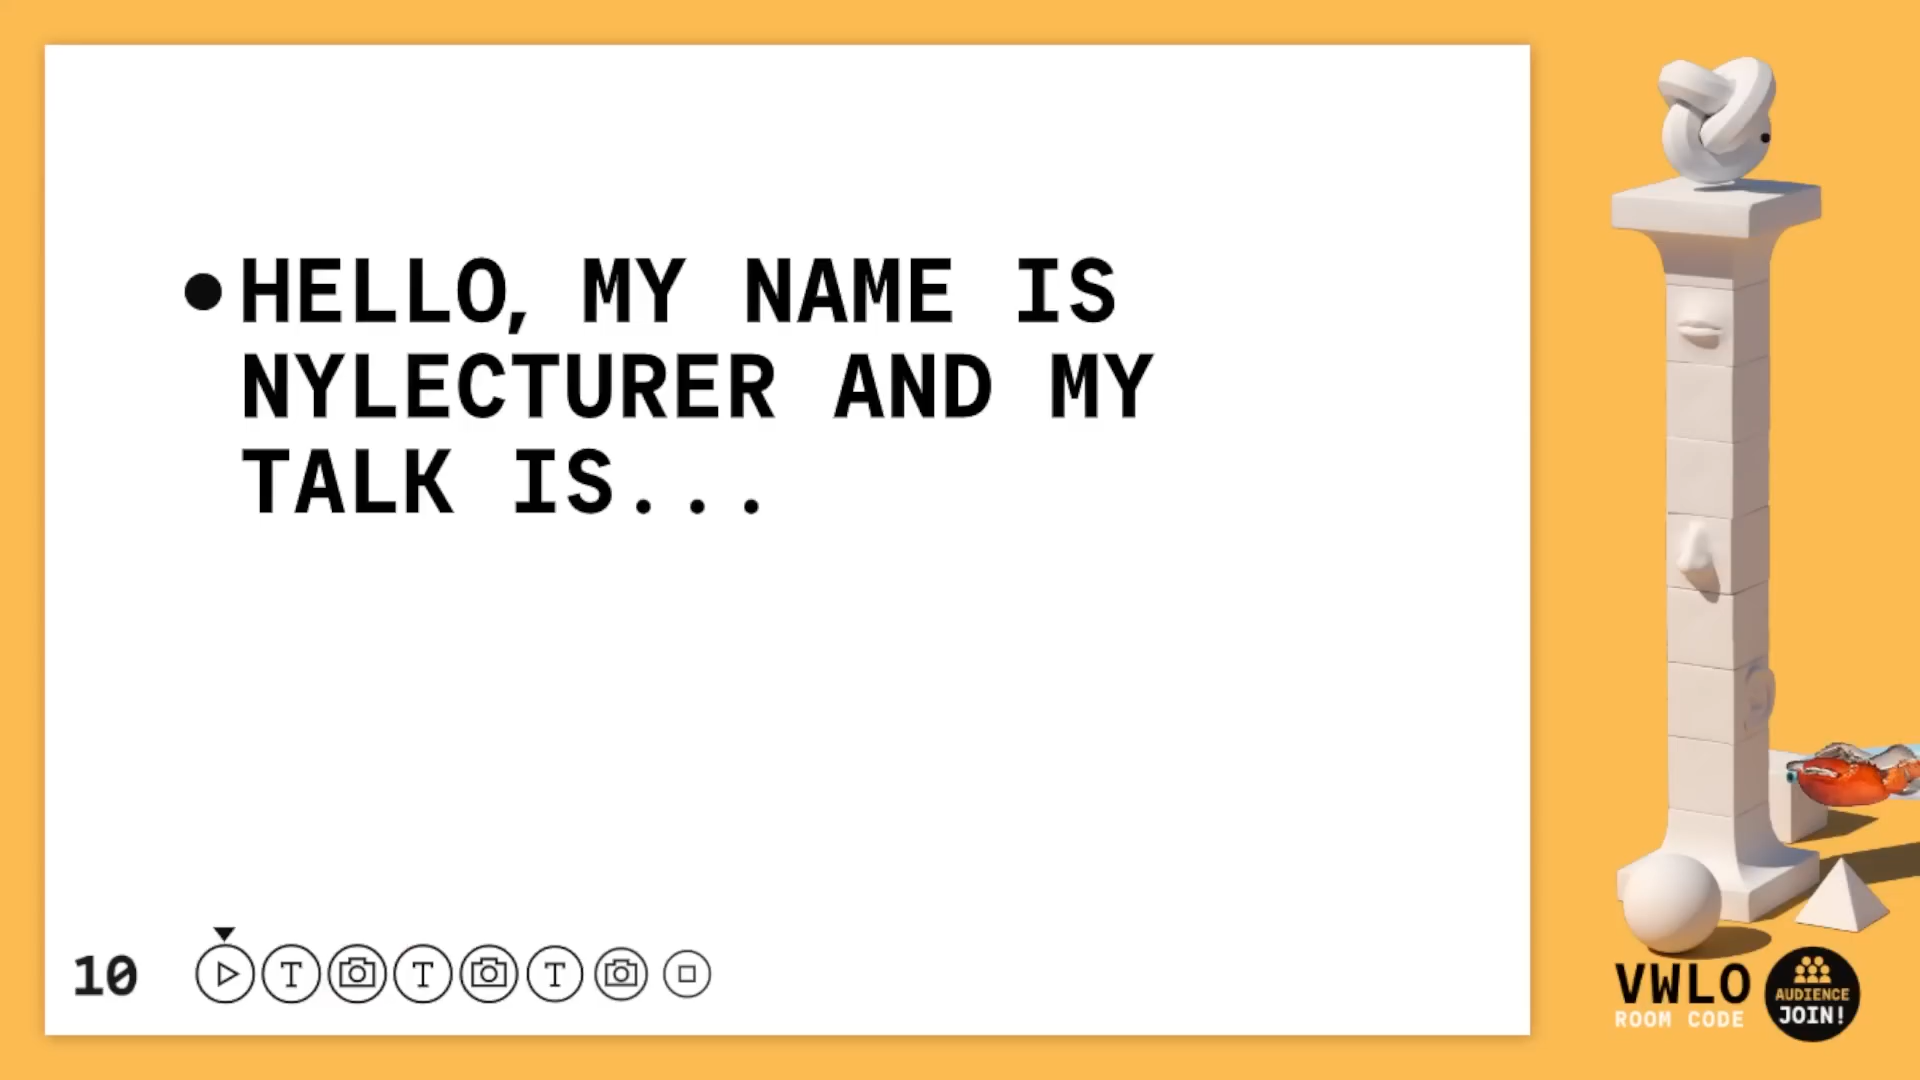 •HELLO, MY NAME IS
NYLECTURER AND MY
TALK IS...
10
T
T
T
VWLO
ROOM CODE
AUDIENCE
JOIN!